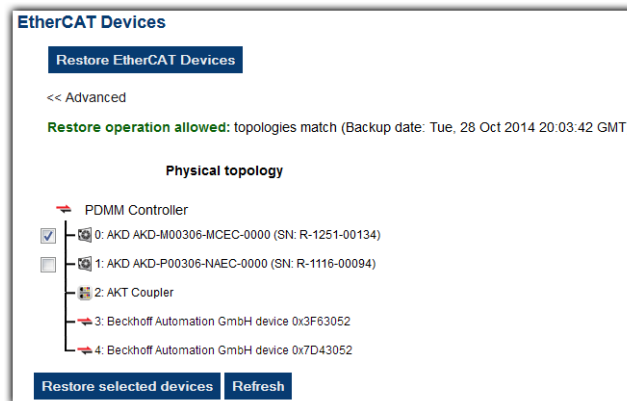 EtherCAT Devices
Restore EtherCAT Devices
<< Advanced
Restore operation allowed: topologies match (Backup date: Tue, 28 Oct 2014 20:03:42 GMT
Physical topology
PDMM Controller
0: AKD AKD-M00306-MCEC-0000 (SN: R-1251-00134)
1: AKD AKD-P00306-NAEC-0000 (SN: R-1116-00094)
2: AKT Coupler
3: Beckhoff Automation GmbH device 0x3F63052
4: Beckhoff Automation GmbH device 0x7D43052
Restore selected devices Refresh